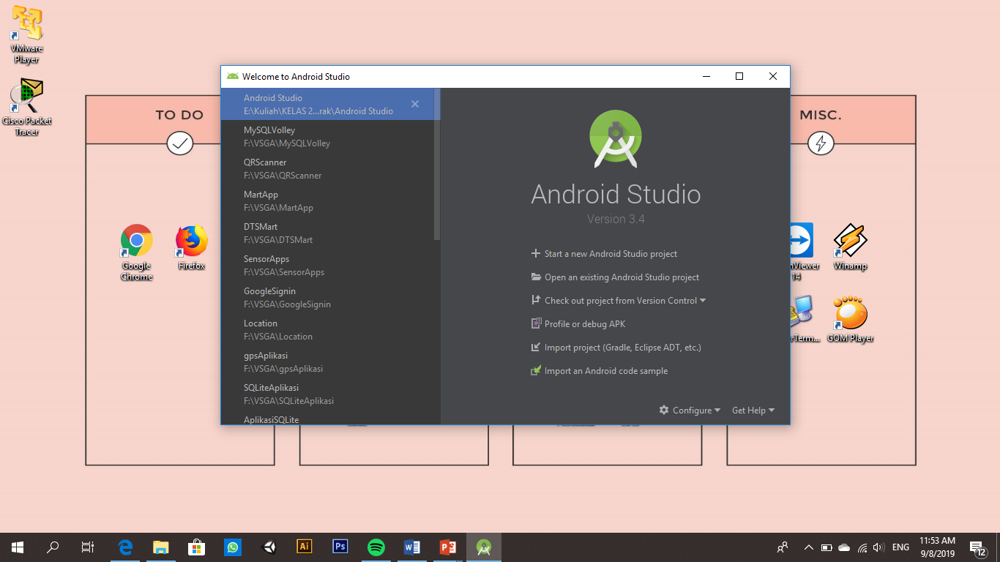 VMware
Player
Cisco Packet
Tracer
TO DO
Google
Chrome
Firefox
Welcome to Android Studio
Android Studio
E:\Kuliah\KELAS 2...rak\Android Studio
MySQLVolley
F:\VSGA\MySQLVolley
QRScanner
F:\VSGA\QRScanner
MartApp
F:\VSGA\MartApp
DTSMart
F:\VSGA\DTSMart
SensorApps
F:\VSGA\SensorApps
GoogleSignin
F:\VSGA\GoogleSignin
Location
F:\VSGA\Location
gpsAplikasi
F:\VSGA\gpsAplikasi
SQLiteAplikasi
F:\VSGA\SQLiteAplikasi
AplikasiSQLite
Android Studio
Version 3.4
Start a new Android Studio project
Open an existing Android Studio project
Check out project from Version Control
Profile or debug APK
Import project (Gradle, Eclipse ADT, etc.)
Import an Android code sample
Configure
Get Help
MISC.
nViewer
14
Winamp
rTerm...
GOM Player
Ai
Ps
ENG
11:53 AM
9/8/2019
12